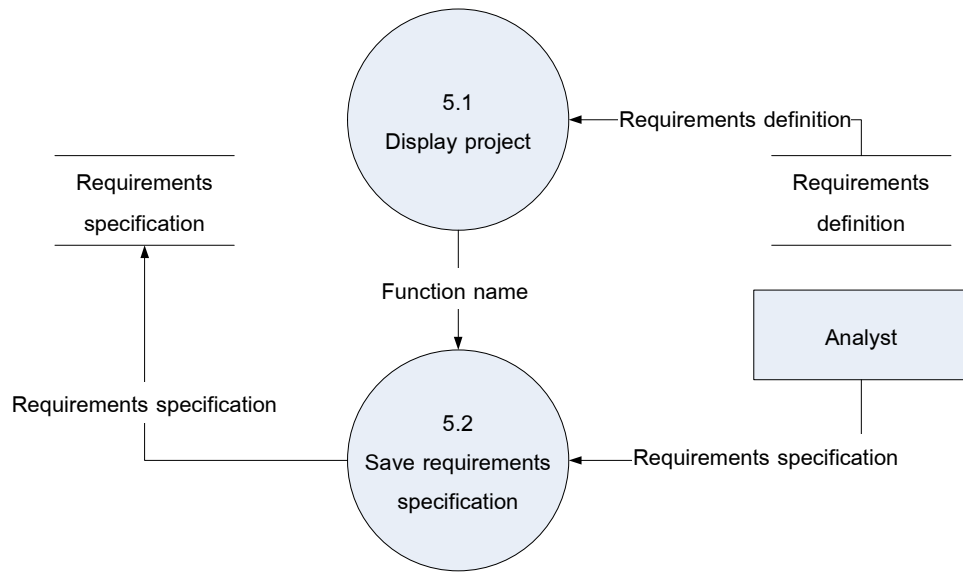 5.1
Display project
Requirements definition
Requirements
specification
Requirements
definition
Function name
Analyst
Requirements specification
5.2
Save requirements
specification
Requirements specification